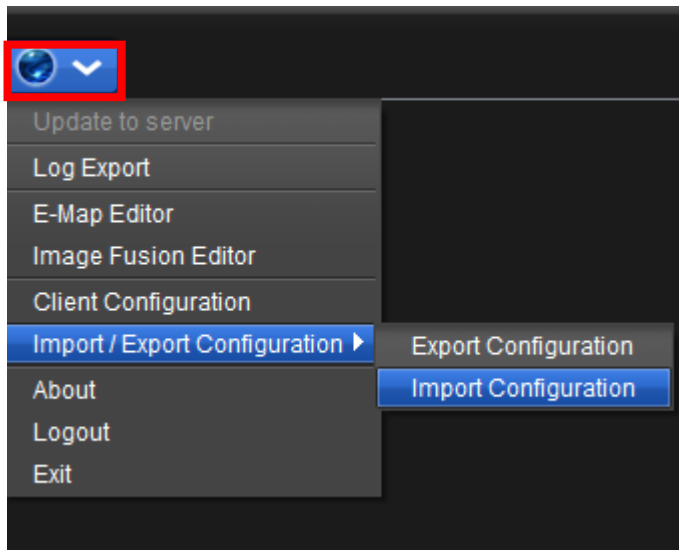 Update to server
Log Export
E-Map Editor
Image Fusion Editor
Client Configuration
Import / Export Configuration
Export Configuration
Import Configuration
About
Logout
Exit